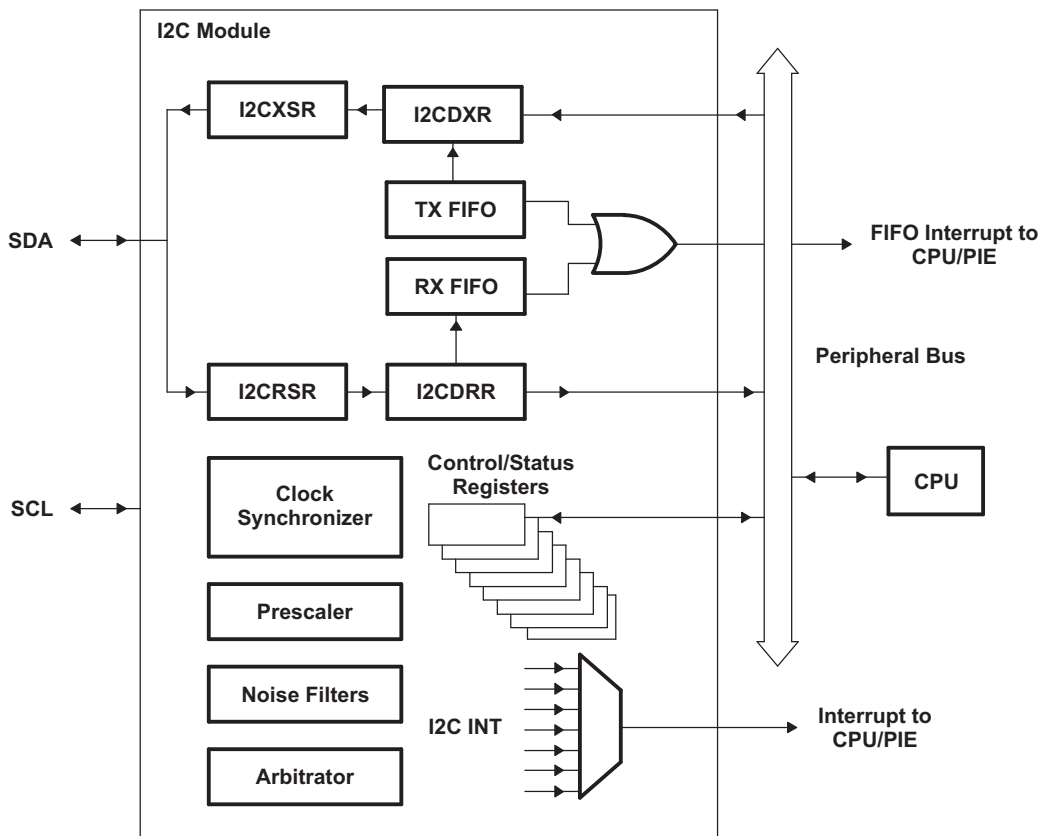 I2C Module
I2CXSR
I2CDXR
TX FIFO
RX FIFO
SDA
FIFO Interrupt to
CPU/PIE
Peripheral Bus
I2CRSR
I2CDRR
Control/Status
Registers
Clock
Synchronizer
SCL
CPU
Prescaler
Noise Filters
I2C INT
Interrupt to
CPU/PIE
Arbitrator